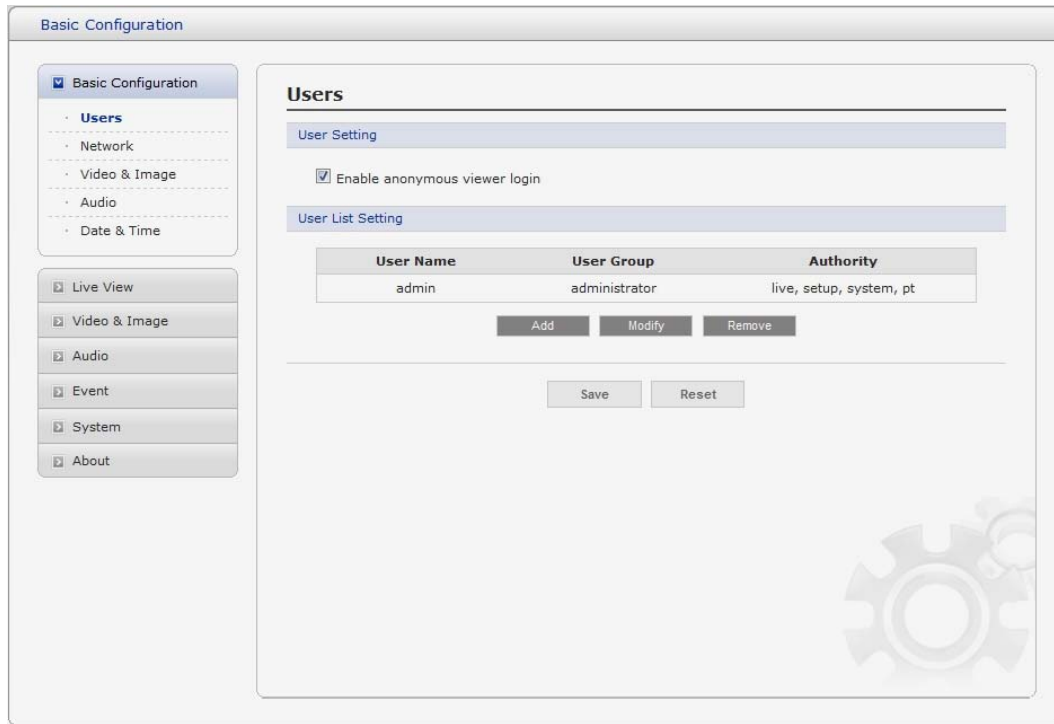 Basic Configuration
Basic Configuration
· Users
· Network
· Video & Image
· Audio
· Date & Time
Live View
Video & Image
Audio
Event
System
About
Users
User Setting
Enable anonymous viewer login
User List Setting
User Name User Group Authority
admin administrator live, setup, system, pt
Add Modify Remove
Save Reset